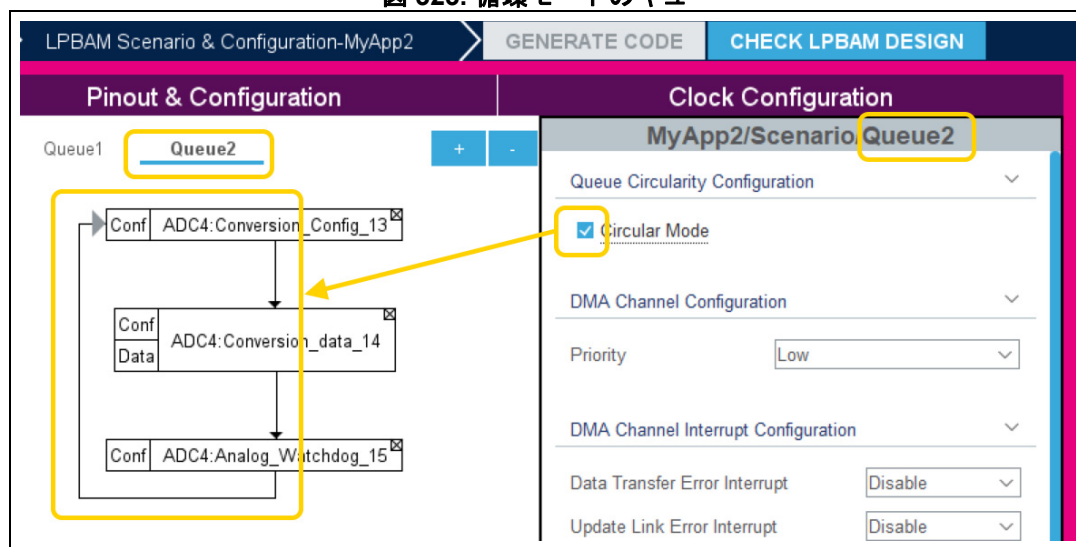 LPBAM Scenario & Configuration-MyApp2
GENERATE CODE
CHECK LPBAM DESIGN
Pinout & Configuration
Clock Configuration
Queue1
Queue2
+
-
MyApp2/Scenario/Queue2
Conf
ADC4:Conversion_Config_13
Conf
Data
ADC4:Conversion_data_14
Conf
ADC4:Analog_Watchdog_15
Queue Circularity Configuration
Circular Mode
DMA Channel Configuration
Priority
Low
DMA Channel Interrupt Configuration
Data Transfer Error Interrupt
Disable
Update Link Error Interrupt
Disable